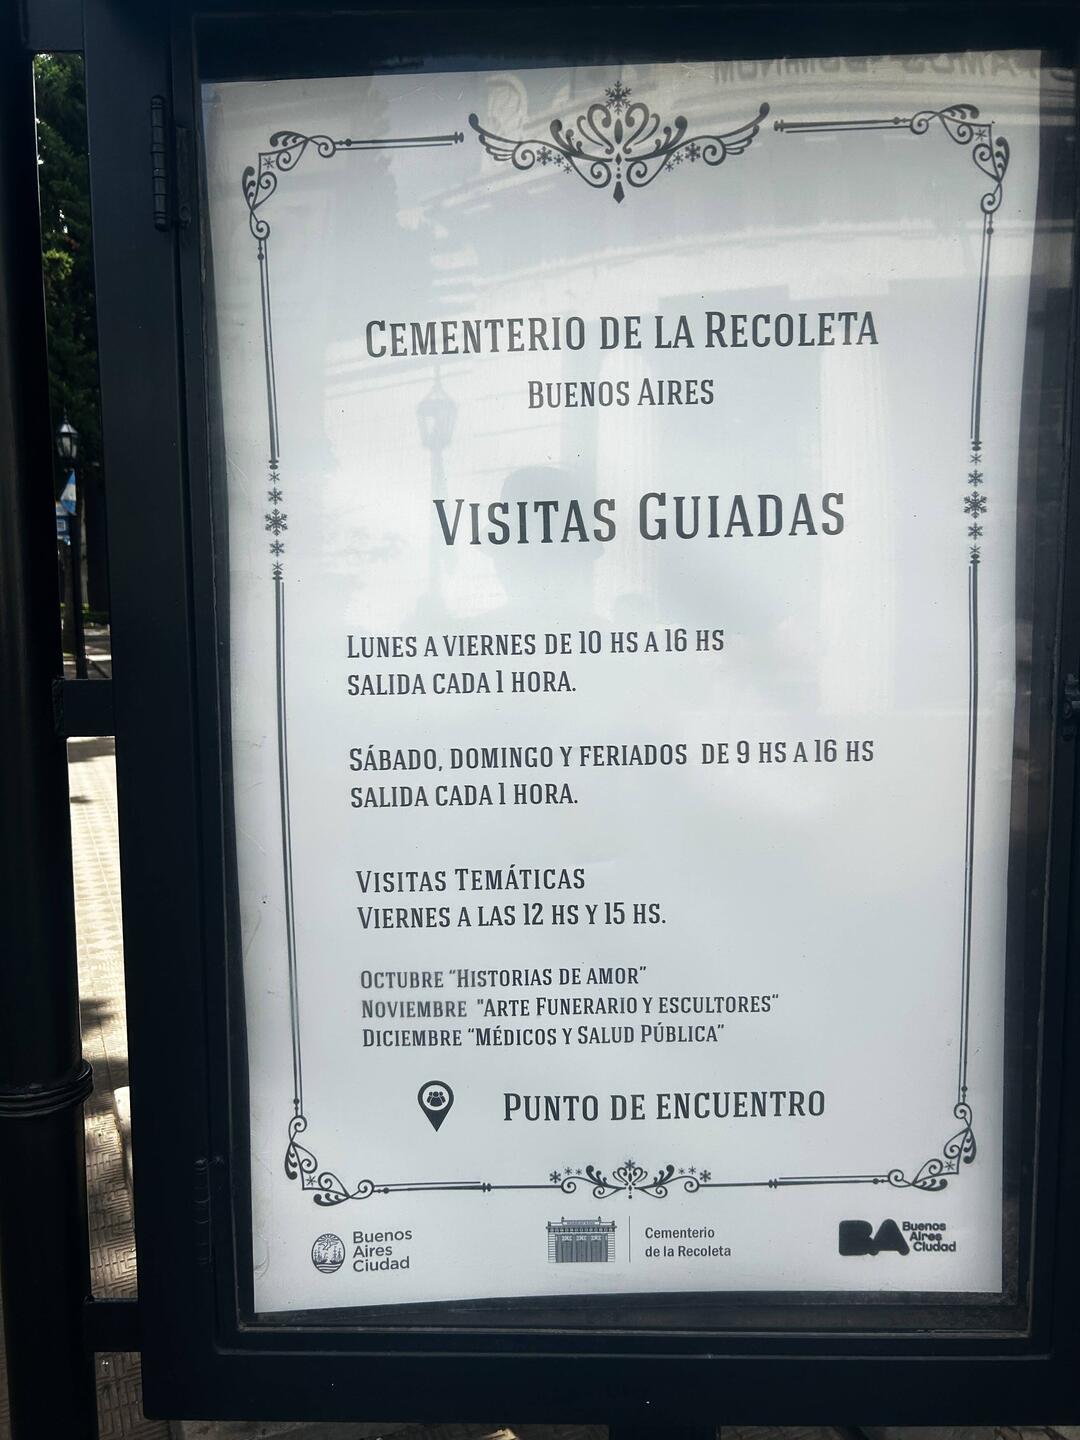 CEMENTERIO DE LA RECOLETA
BUENOS AIRES
VISITAS GUIADAS
LUNES A VIERNES DE 10 HS A 16 HS
SALIDA CADA 1 HORA.
SÁBADO, DOMINGO Y FERIADOS DE 9 HS A 16 HS
SALIDA CADA 1 HORA.
VISITAS TEMÁTICAS
VIERNES A LAS 12 HS Y 15 HS.
OCTUBRE “HISTORIAS DE AMOR”
NOVIEMBRE "ARTE FUNERARIO Y ESCULTORES“
DICIEMBRE “MÉDICOS Y SALUD PÚBLICA”
PUNTO DE ENCUENTRO
Buenos
Aires
Ciudad
Cementerio
de la Recoleta
BA
Buenos
Aires
Ciudad